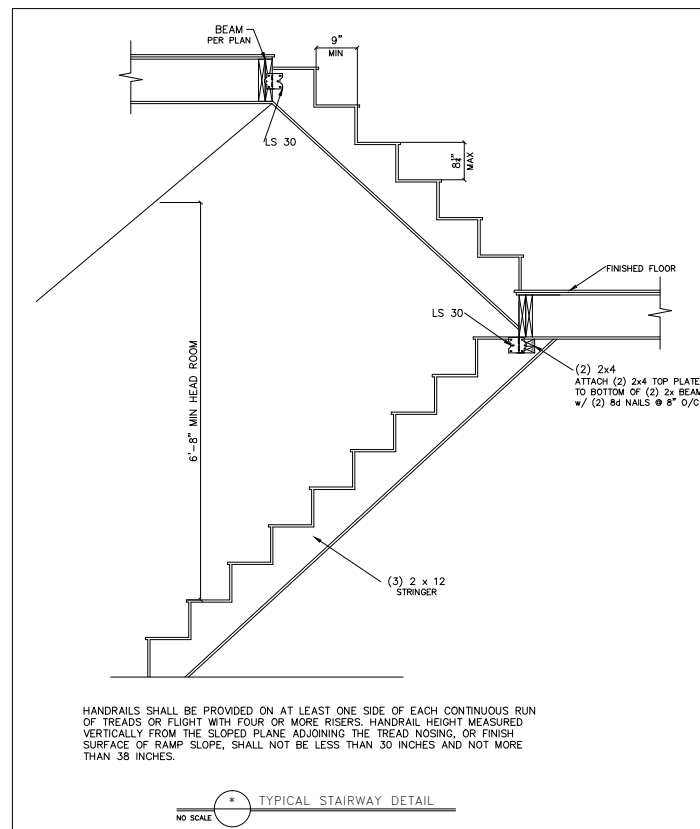 BEAM
PER PLAN
9"
MIN
LS 30
8¼"
MAX
FINISHED FLOOR
LS 30
(2) 2x4
ATTACH (2) 2x4 TOP PLATE
TO BOTTOM OF (2) 2x BEAM
w/ (2) 8d NAILS @ 8" O/C
6'-8" MIN HEAD ROOM
(3) 2 x 12
STRINGER
HANDRAILS SHALL BE PROVIDED ON AT LEAST ONE SIDE OF EACH CONTINUOUS RUN
OF TREADS OR FLIGHT WITH FOUR OR MORE RISERS. HANDRAIL HEIGHT MEASURED
VERTICALLY FROM THE SLOPED PLANE ADJOINING THE TREAD NOSING, OR FINISH
SURFACE OF RAMP SLOPE, SHALL NOT BE LESS THAN 30 INCHES AND NOT MORE
THAN 38 INCHES.
* TYPICAL STAIRWAY DETAIL
NO SCALE